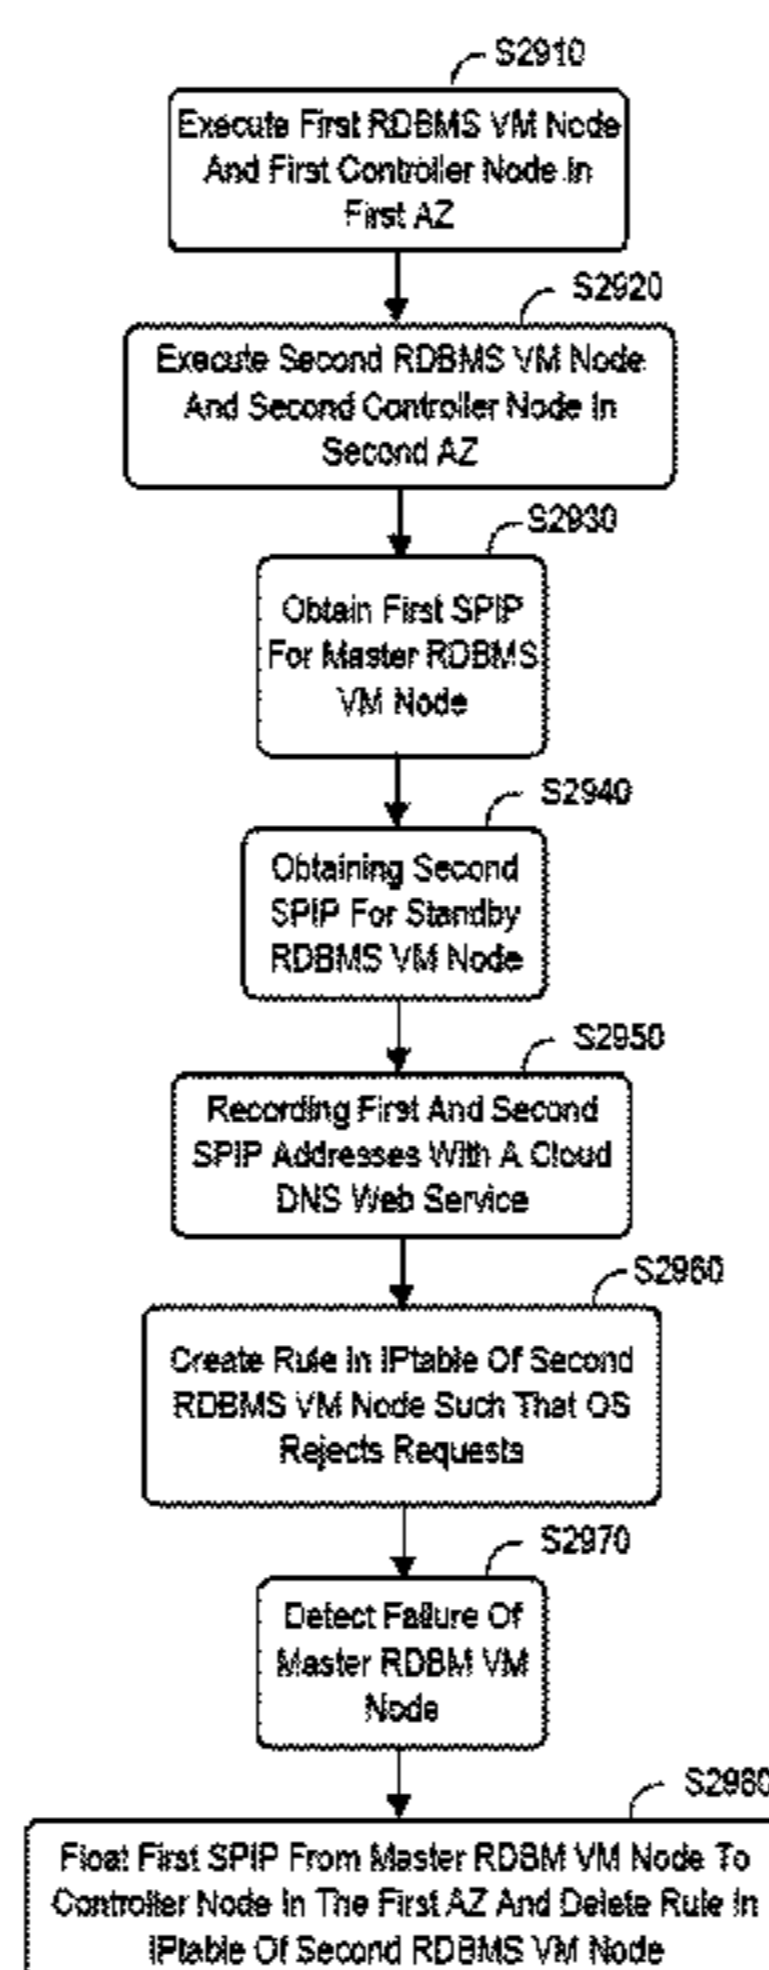 S2910
Execute First RDBMS VM Node
And First Controller Node In
First AZ
S2920
Execute Second RDBMS VM Node
And Second Controller Node In
Second AZ
S2930
Obtain First SPIP
For Master RDBMS
VM Node
S2940
Obtaining Second
SPIP For Standby
RDBMS VM Node
S2950
Recording First And Second
SPIP Addresses With A Cloud
DNS Web Service
S2960
Create Rule In IPtable Of Second
RDBMS VM Node Such That OS
Rejects Requests
S2970
Detect Failure Of
Master RDBM VM
Node
S2980
Float First SPIP From Master RDBM VM Node To
Controller Node In The First AZ And Delete Rule In
IPtable Of Second RDBMS VM Node